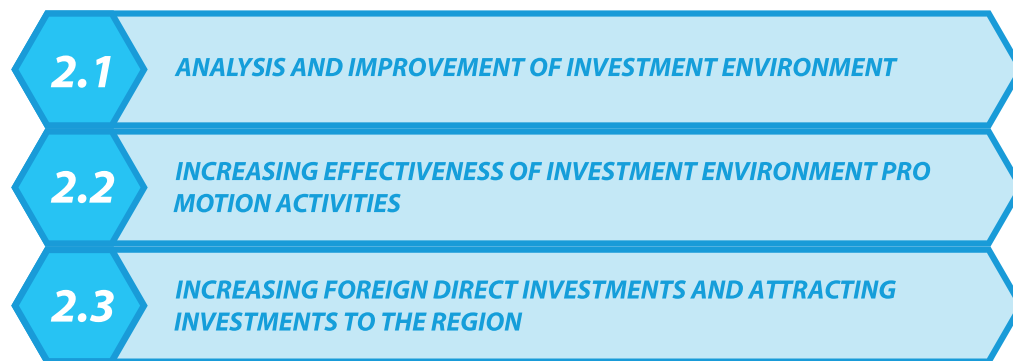 2.1
ANALYSIS AND IMPROVEMENT OF INVESTMENT ENVIRONMENT
2.2
INCREASING EFFECTIVENESS OF INVESTMENT ENVIRONMENT PRO
MOTION ACTIVITIES
2.3
INCREASING FOREIGN DIRECT INVESTMENTS AND ATTRACTING
INVESTMENTS TO THE REGION